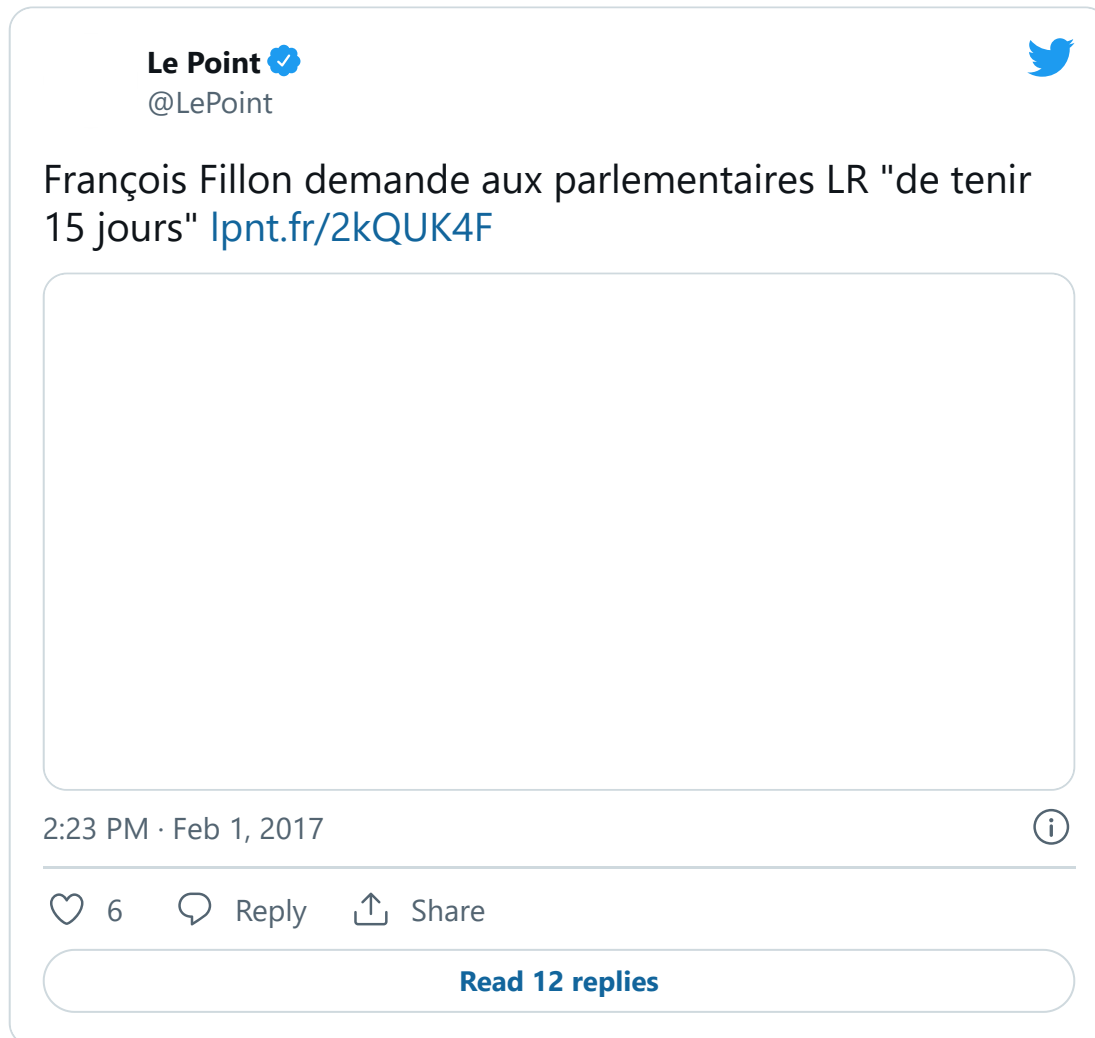 Le Point
@LePoint
François Fillon demande aux parlementaires LR "de tenir
15 jours" lpnt.fr/2kQUK4F
2:23 PM · Feb 1, 2017
6 Reply Share
Read 12 replies